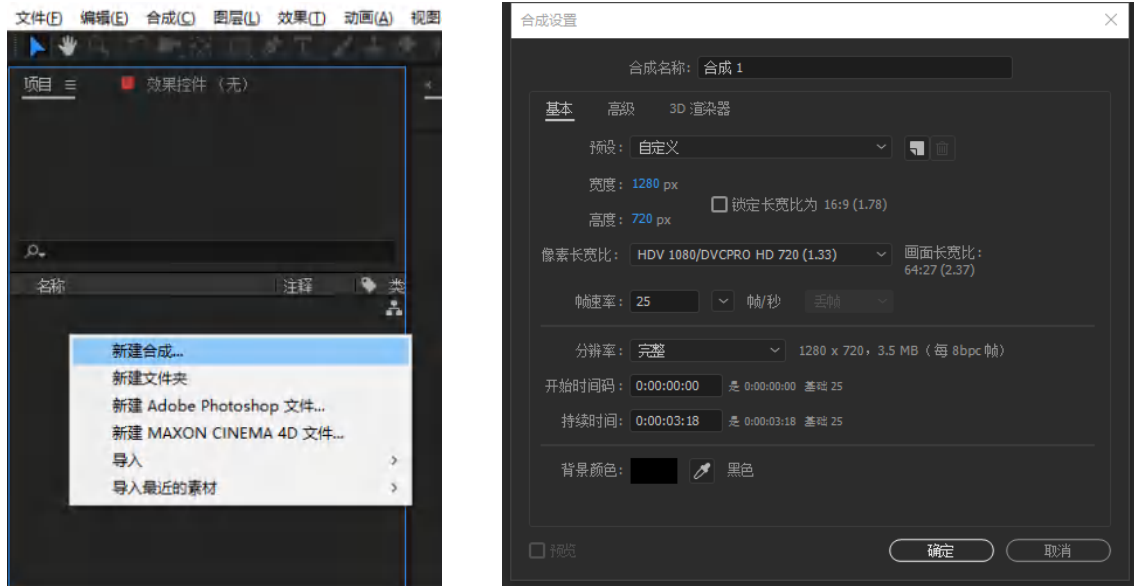 文件(F) 编辑(E) 合成(C) 图层(L) 效果(T) 动画(A) 视图
项目
效果控件 (无)
名称 注释 类
新建合成...
新建文件夹
新建 Adobe Photoshop 文件...
新建 MAXON CINEMA 4D 文件...
导入
导入最近的素材
合成设置
合成名称: 合成 1
基本 高级 3D 渲染器
预设: 自定义
宽度: 1280 px
锁定长宽比为 16:9 (1.78)
高度: 720 px
像素长宽比: HDV 1080/DVCPRO HD 720 (1.33) 画面长宽比:
64:27 (2.37)
帧速率: 25 帧/秒 丢帧
分辨率: 完整 1280 x 720, 3.5 MB (每 8bpc 帧)
开始时间码: 0:00:00:00 是 0:00:00:00 基础 25
持续时间: 0:00:03:18 是 0:00:03:18 基础 25
背景颜色: 黑色
预览 确定 取消